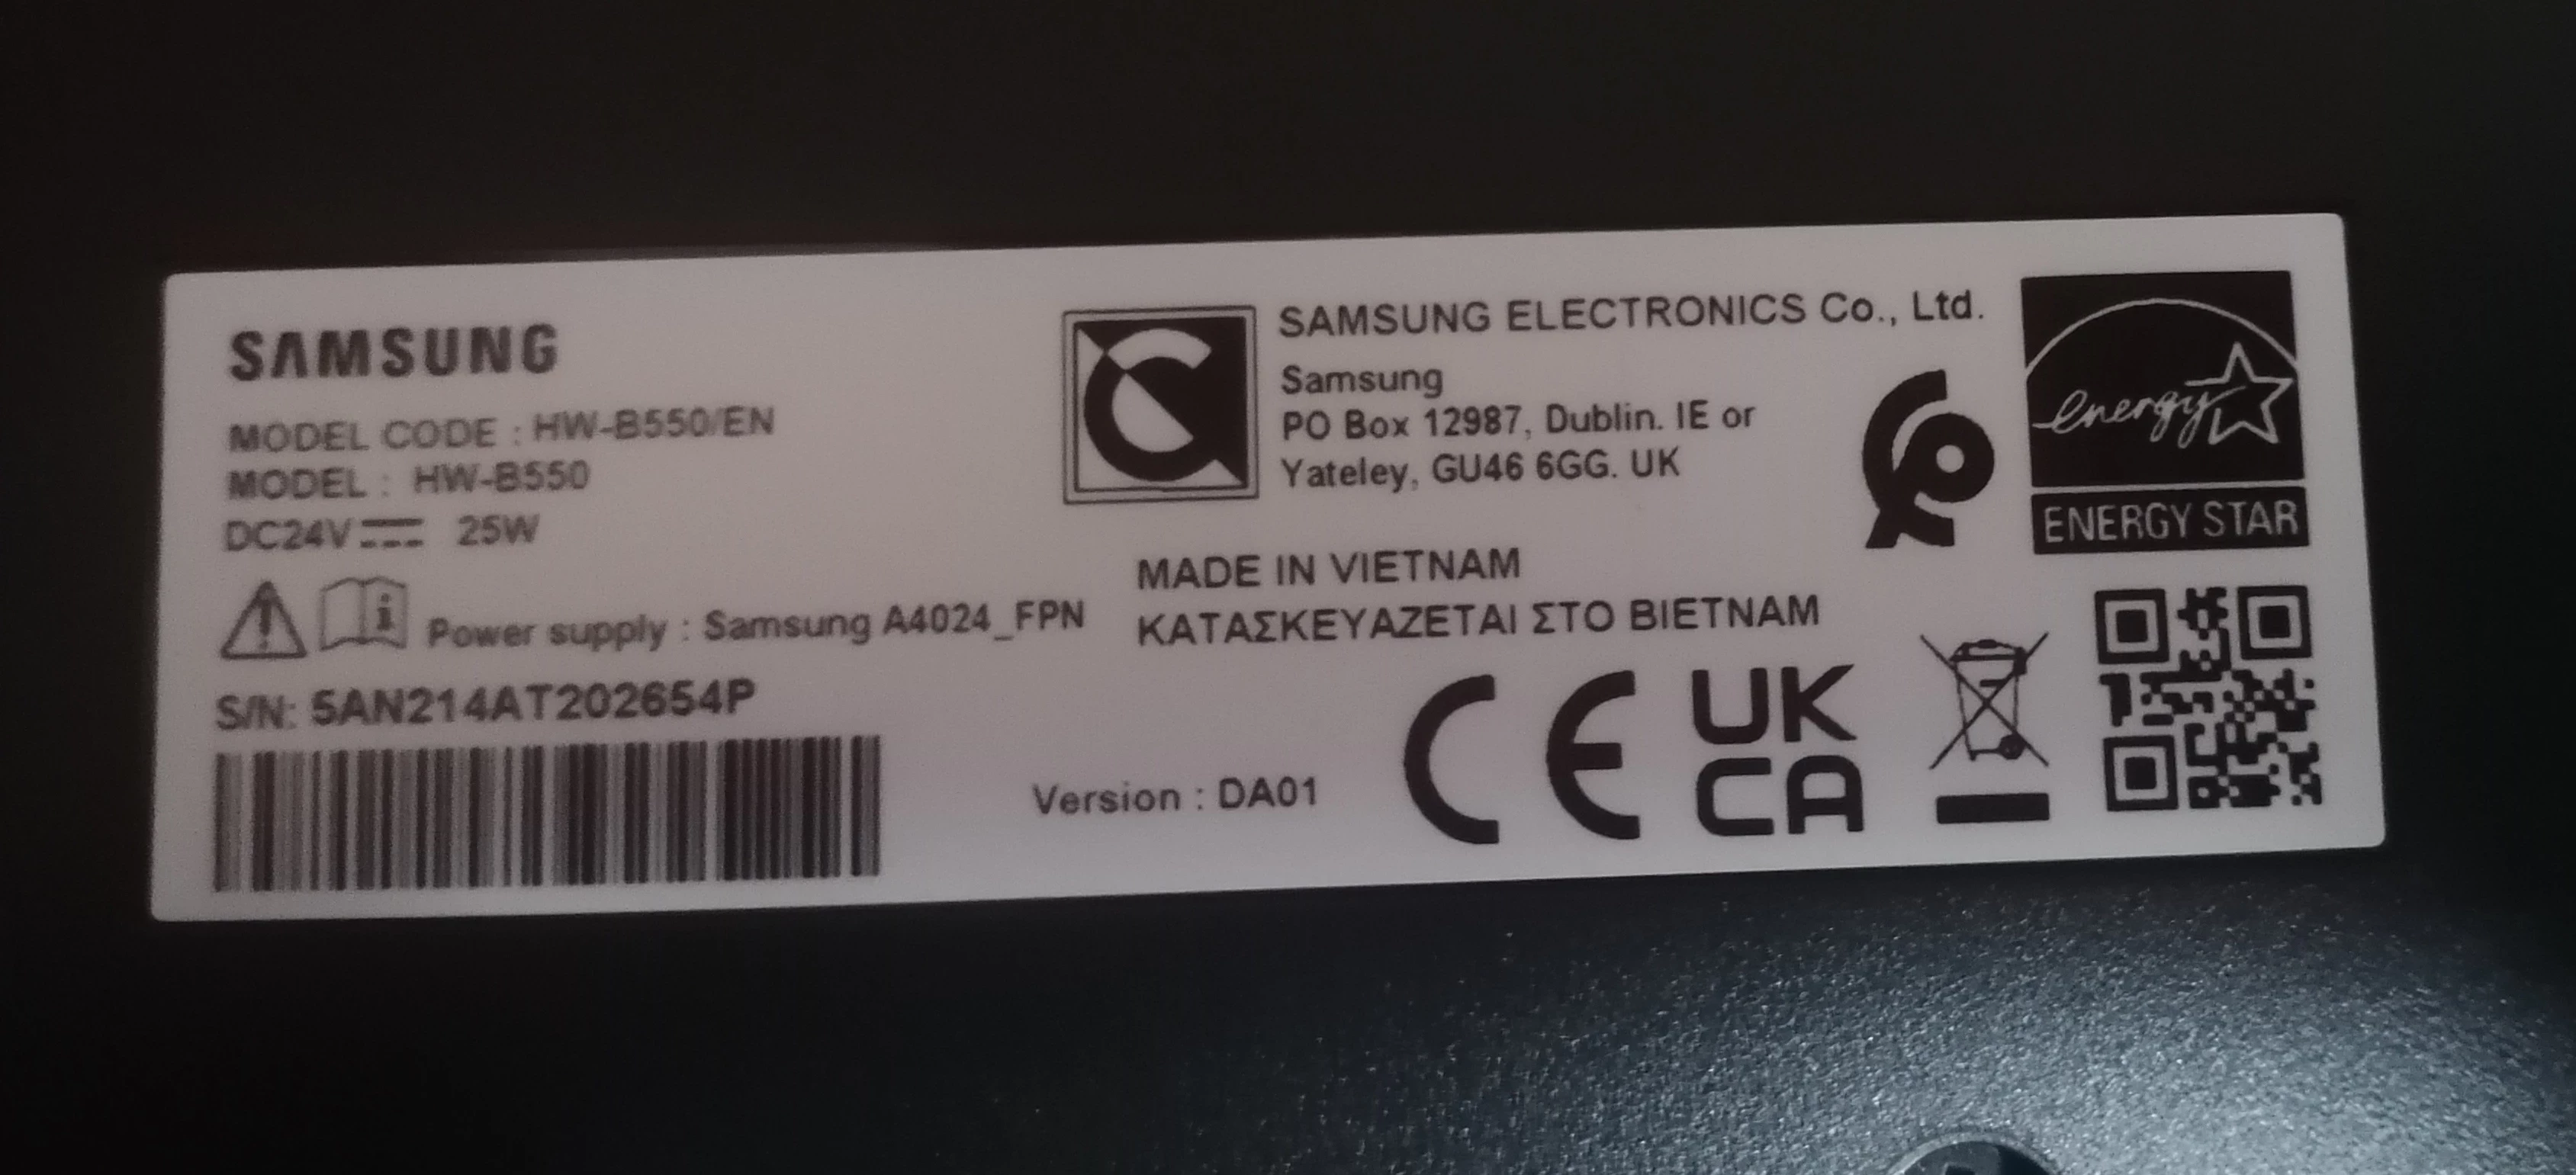 SAMSUNG
MODEL CODE : HW-B550/EN
MODEL : HW-B550
DC24V 25W
Power supply : Samsung A4024_FPN
S/N: 5AN214AT202654P
SAMSUNG ELECTRONICS Co., Ltd.
Samsung
PO Box 12987, Dublin. IE or
Yateley, GU46 6GG. UK
MADE IN VIETNAM
ΚΑΤΑΣΚΕΥΑΖΕΤΑΙ ΣΤΟ ΒΙΕΤΝΑΜ
Version : DA01
CE
UK
CA
energy
ENERGY STAR